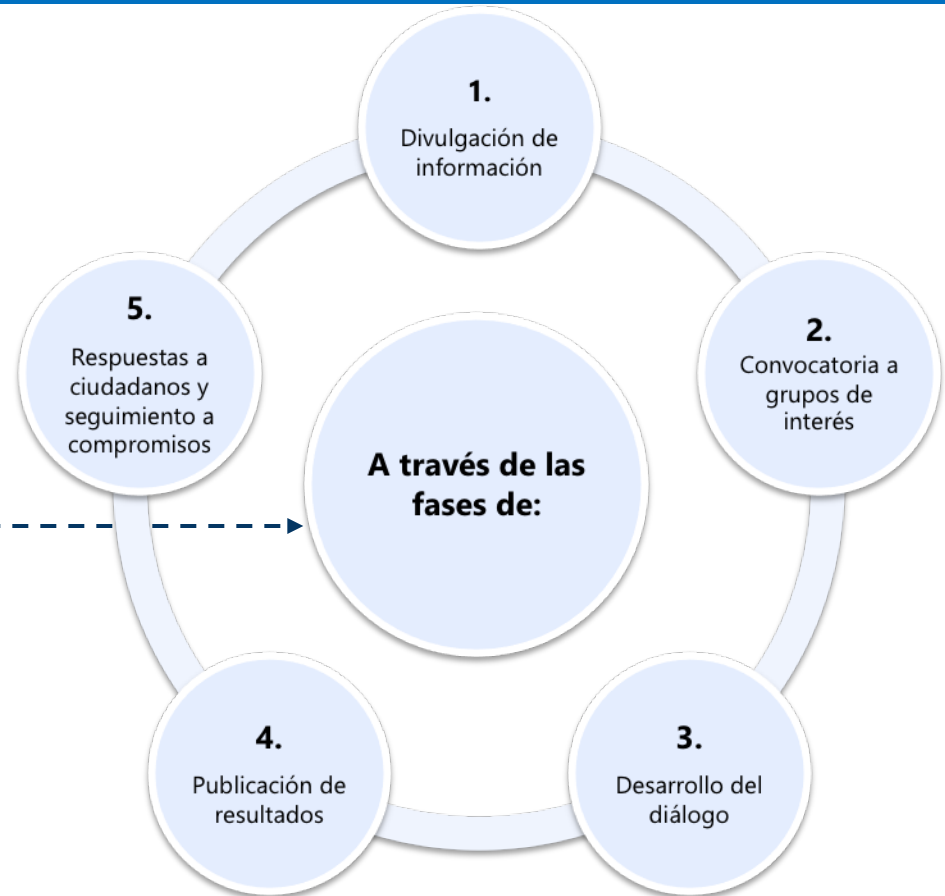 1.
Divulgación de
información
2.
Convocatoria a
grupos de
interés
3.
Desarrollo del
diálogo
4.
Publicación de
resultados
5.
Respuestas a
ciudadanos y
seguimiento a
compromisos
A través de las
fases de: